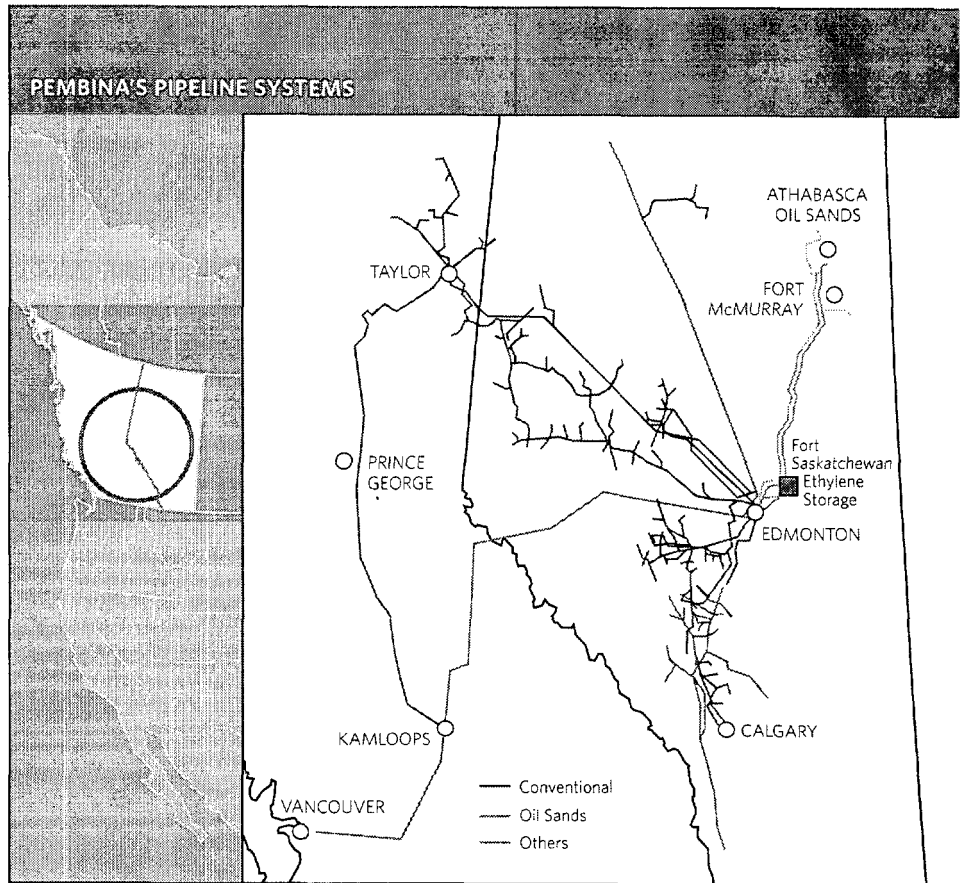 PEMBINA'S PIPELINE SYSTEMS
ATHABASCA
OIL SANDS
TAYLOR
FORT
McMURRAY
PRINCE
GEORGE
Fort
Saskatchewan
Ethylene
Storage
EDMONTON
KAMLOOPS
CALGARY
VANCOUVER
Conventional
Oil Sands
Others